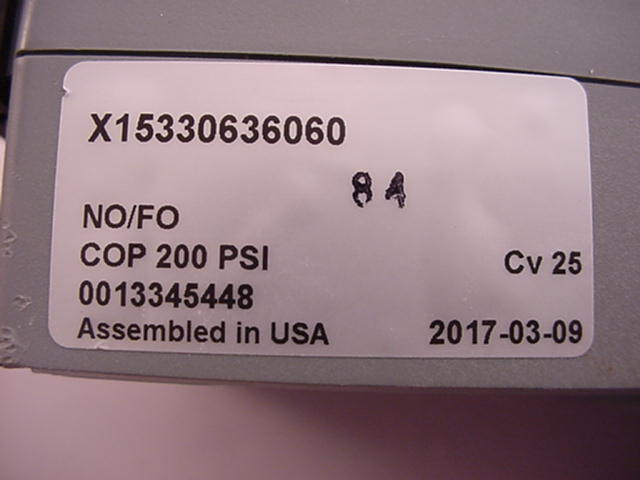 X15330636060
84
NO/FO
COP 200 PSI Cv 25
0013345448
Assembled in USA 2017-03-09